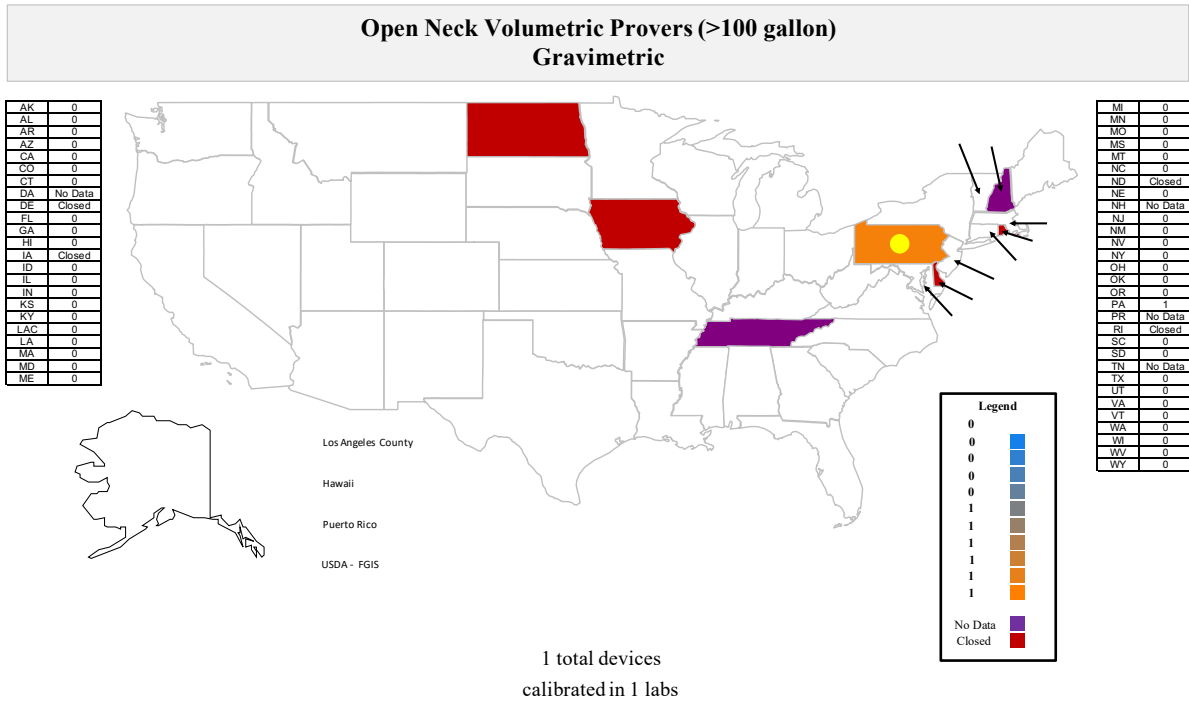 Open Neck Volumetric Provers (>100 gallon)
Gravimetric
AK 0
AL 0
AR 0
AZ 0
CA 0
CO 0
CT 0
DA No Data
DE Closed
FL 0
GA 0
HI 0
IA Closed
ID 0
IL 0
IN 0
KS 0
KY 0
LAC 0
LA 0
MA 0
MD 0
ME 0
MI 0
MN 0
MO 0
MS 0
MT 0
NC 0
ND Closed
NE 0
NH No Data
NJ 0
NM 0
NV 0
NY 0
OH 0
OK 0
OR 0
PA 1
PR No Data
RI Closed
SC 0
SD 0
TN No Data
TX 0
UT 0
VA 0
VT 0
WA 0
WI 0
WV 0
WY 0
Los Angeles County
Hawaii
Puerto Rico
USDA - FGIS
Legend
0
0
0
0
0
1
1
1
1
1
1
No Data
Closed
1 total devices
calibrated in 1 labs